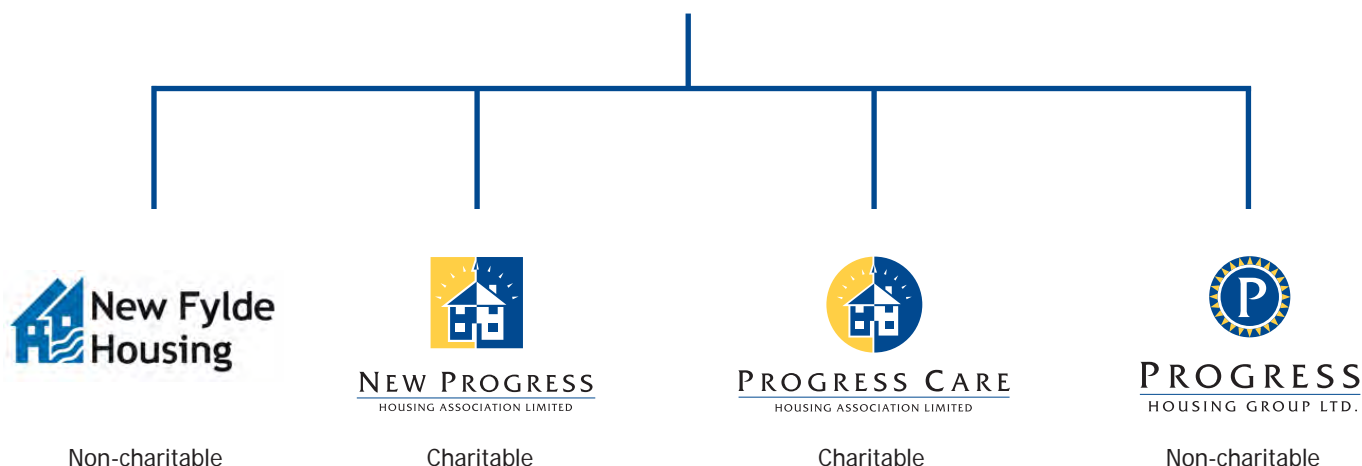 New Fylde
Housing
NEW PROGRESS
HOUSING ASSOCIATION LIMITED
PROGRESS CARE
HOUSING ASSOCIATION LIMITED
P
PROGRESS
HOUSING GROUP LTD.
Non-charitable
Charitable
Charitable
Non-charitable